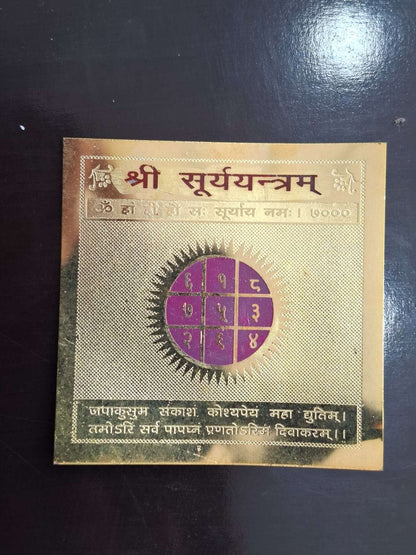 श्री सूर्ययन्त्रम्
ॐ ह्रां ह्रीं ह्रौं सः सूर्याय नमः। ७०००
६ १ ८
७ ५ ३
२ ६ ४
जपाकुसुम संकाशं कोश्यपेयं महा द्युतिम्।
तमोऽरिं सर्व पापघ्नं प्रणतोऽस्मि दिवाकरम्।।